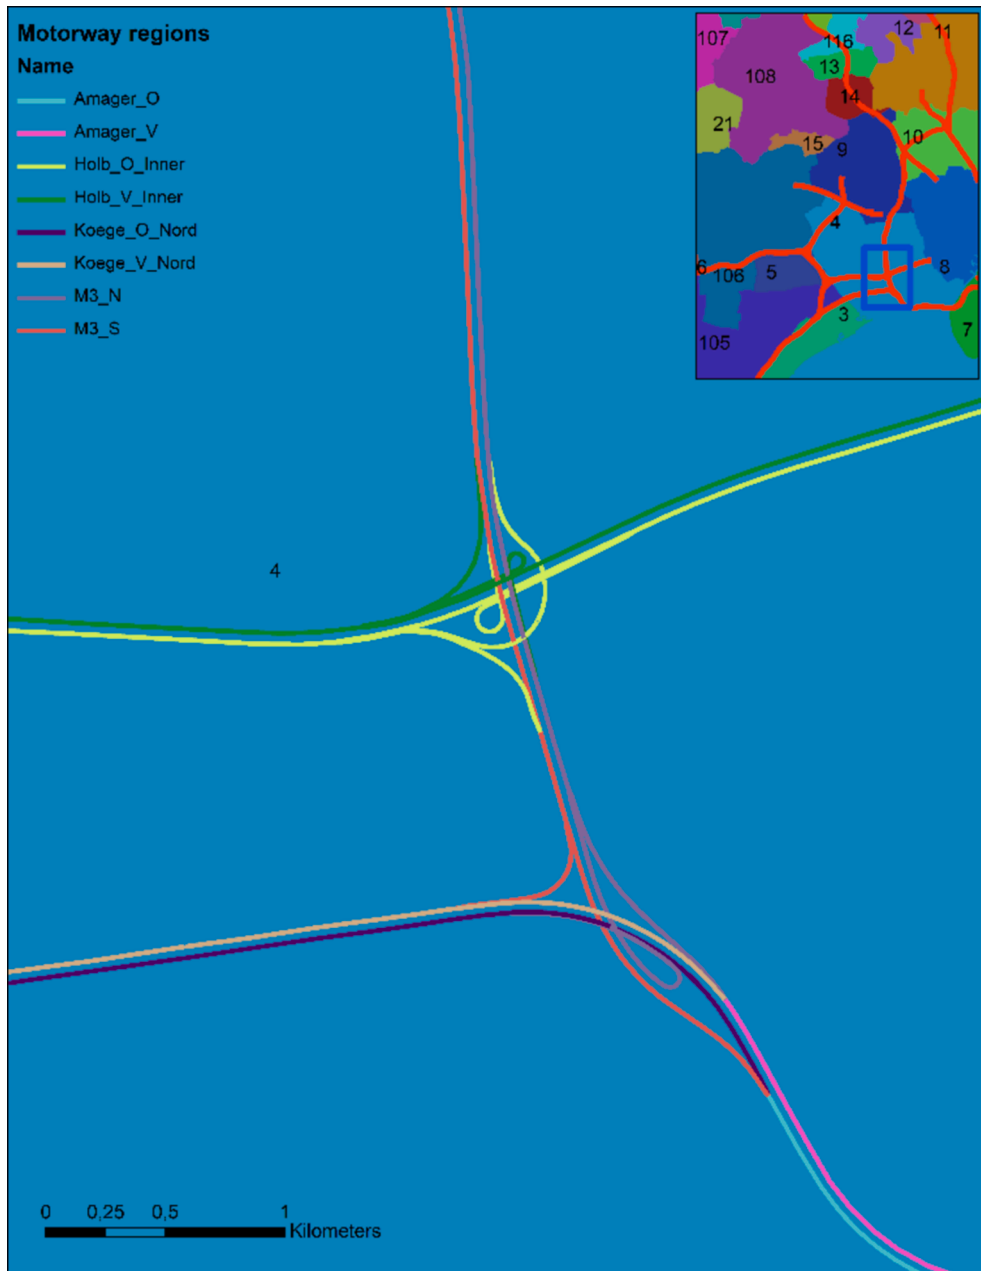 Motorway regions
Name
Amager_O
Amager_V
Holb_O_Inner
Holb_V_Inner
Koege_O_Nord
Koege_V_Nord
M3_N
M3_S
107
116
12
11
108
13
14
21
15
9
10
4
6
106
5
8
3
7
105
4
0 0,25 0,5 1
Kilometers